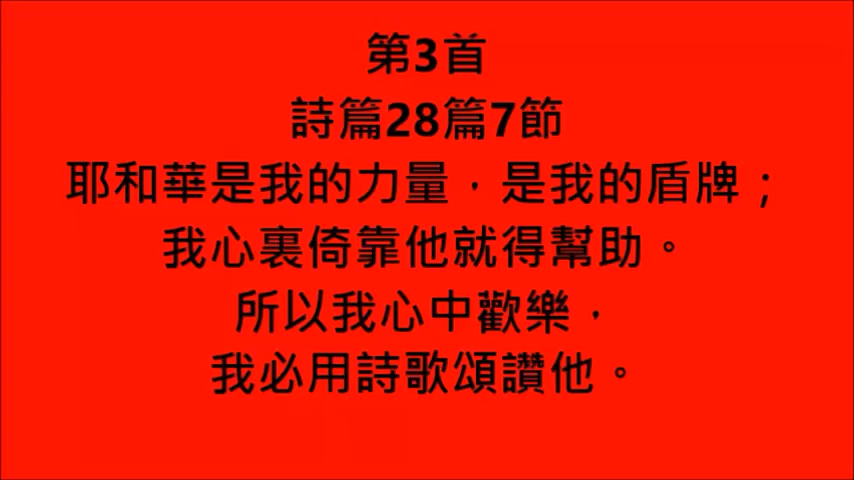 第3首
詩篇28篇7節
耶和華是我的力量，是我的盾牌；
我心裏倚靠他就得幫助。
所以我心中歡樂，
我必用詩歌頌讚他。